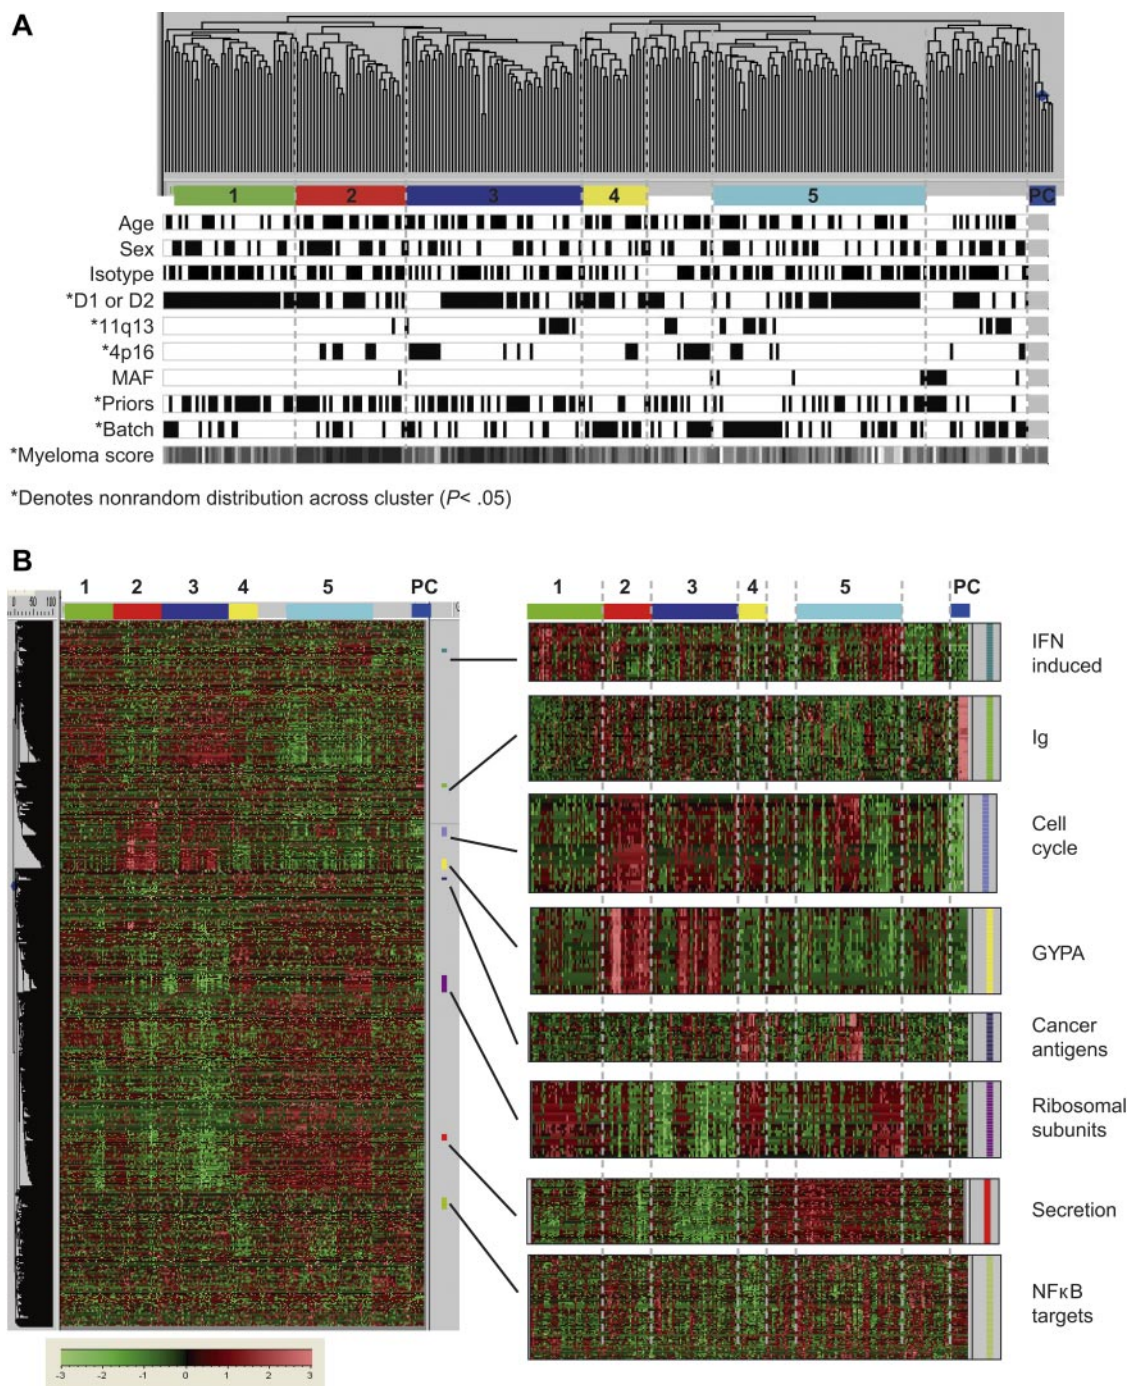 A
1 2 3 4 5 PC
Age
Sex
Isotype
*D1 or D2
*11q13
*4p16
MAF
*Priors
*Batch
*Myeloma score
*Denotes nonrandom distribution across cluster (P< .05)
B
1 2 3 4 5 PC
0 50 100
1 2 3 4 5 PC
IFN
induced
Ig
Cell
cycle
GYPA
Cancer
antigens
Ribosomal
subunits
Secretion
NFκB
targets
-3 -2 -1 0 1 2 3